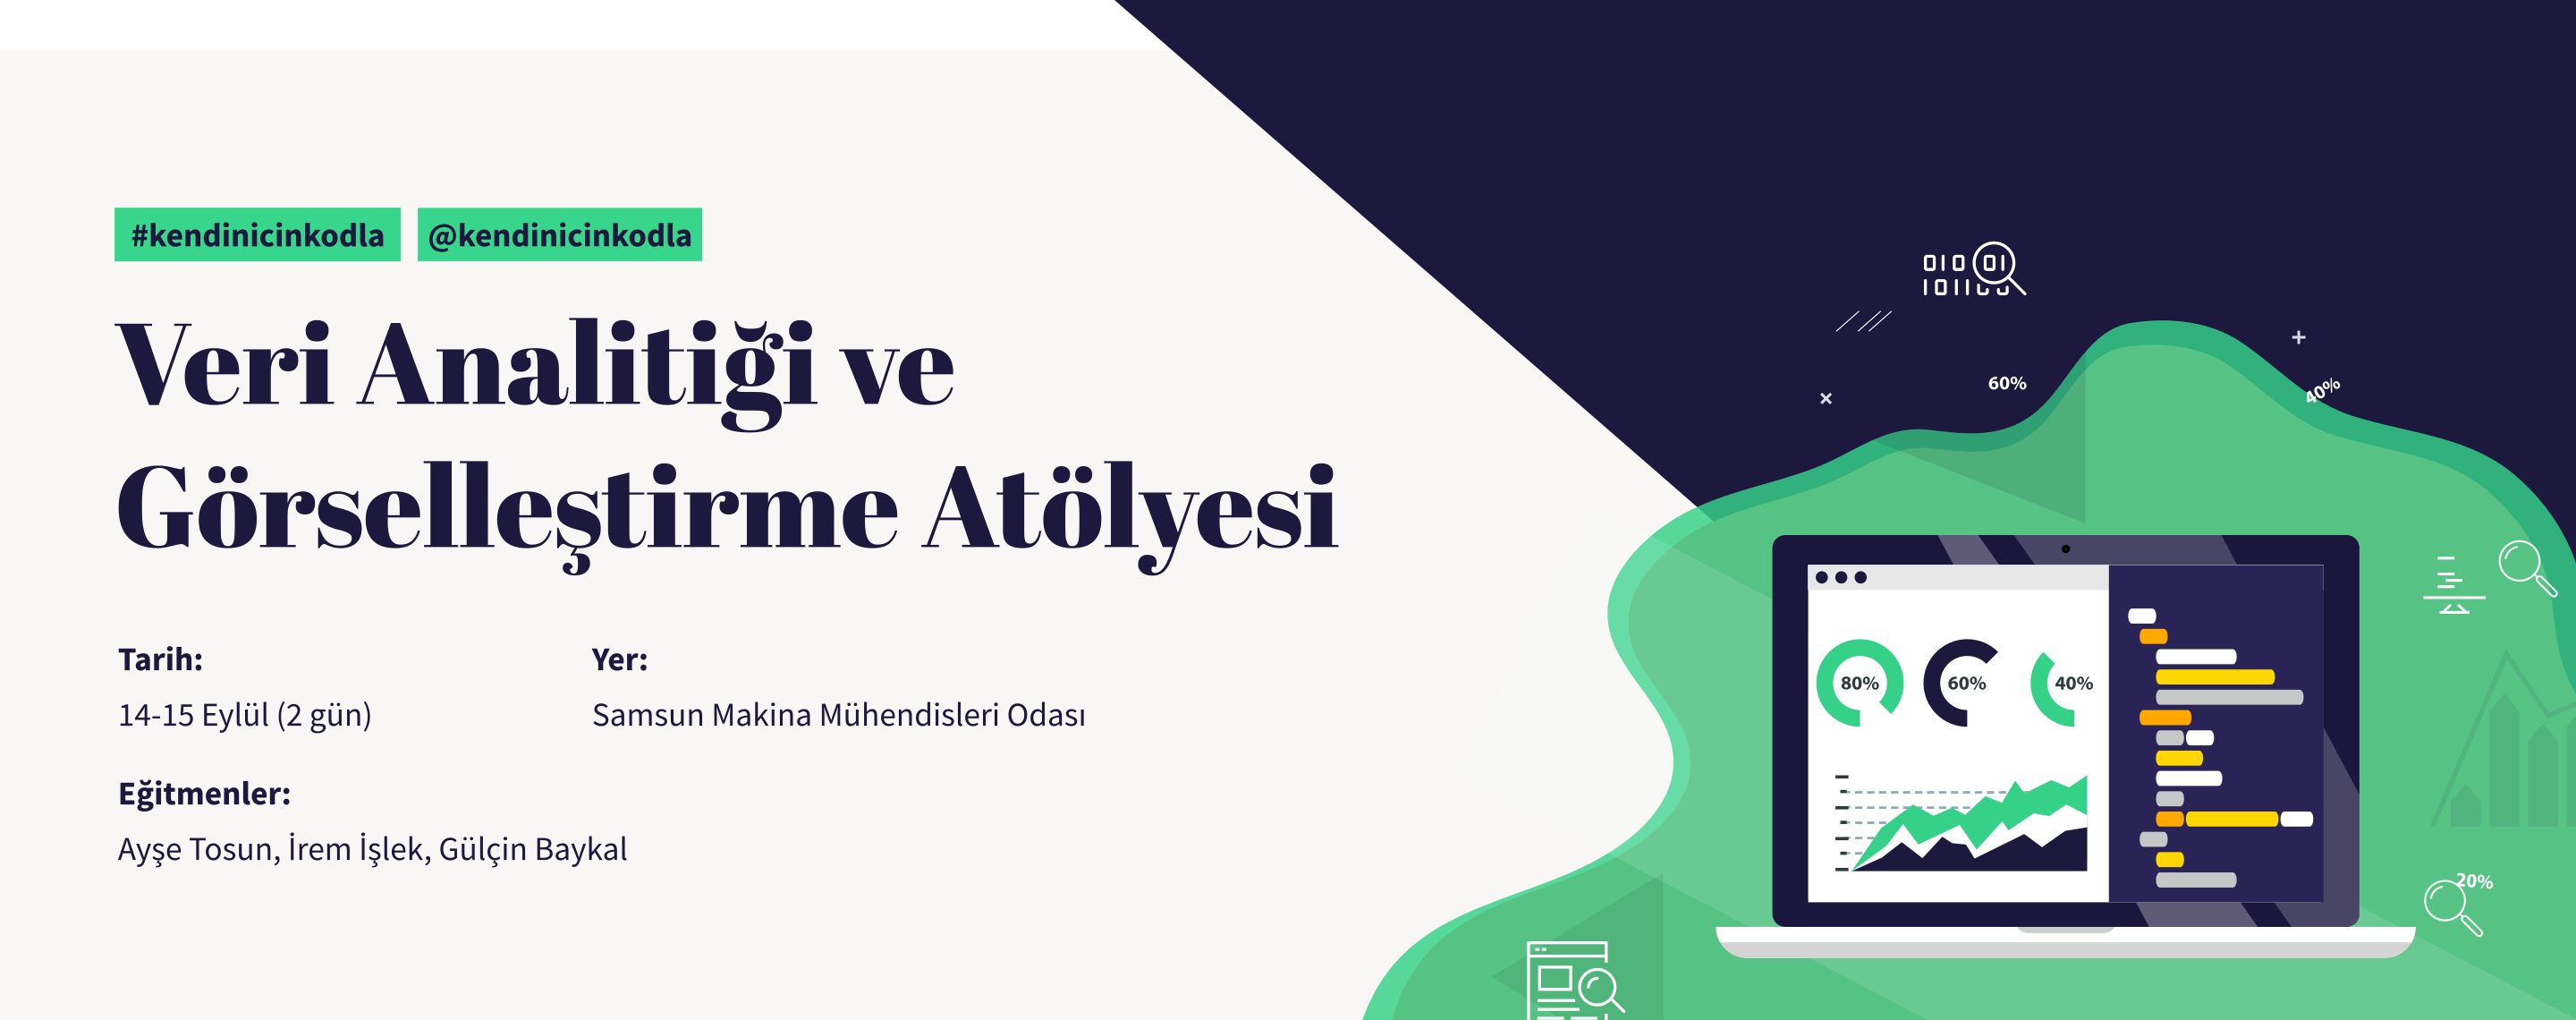 #kendinicinkodla @kendinicinkodla
Veri Analitiği ve
Görselleştirme Atölyesi
Tarih:
14-15 Eylül (2 gün)
Yer:
Samsun Makina Mühendisleri Odası
Eğitmenler:
Ayşe Tosun, İrem İşlek, Gülçin Baykal
010 01
1011
60%
40%
80% 60% 40%
20%